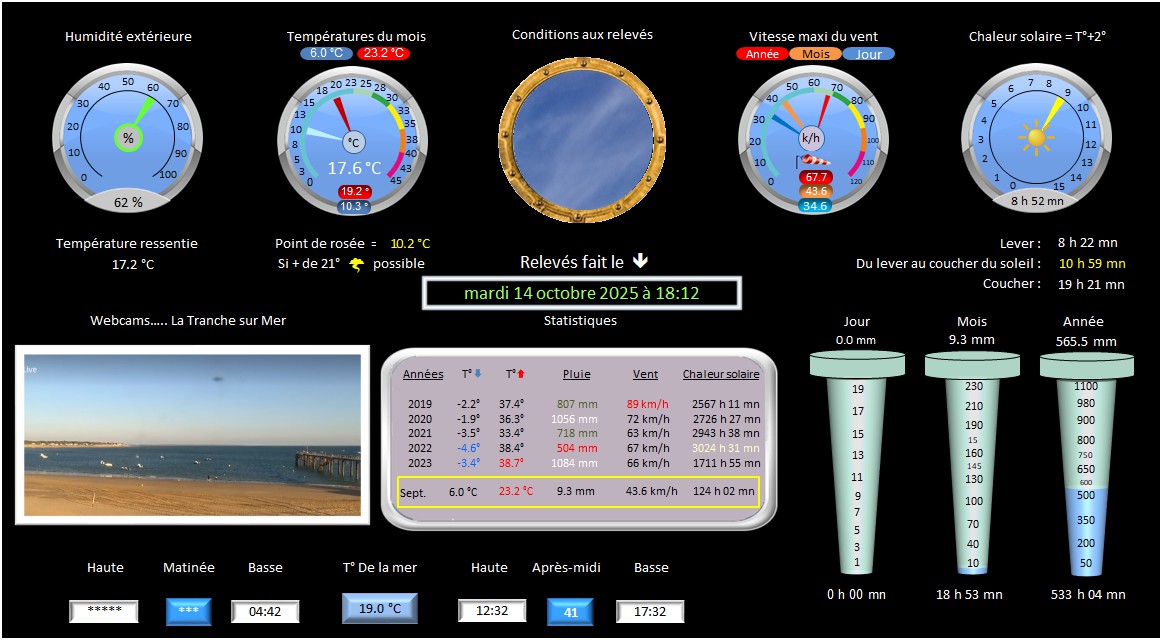 Humidité extérieure
Températures du mois
6.0 °C 23.2 °C
Conditions aux relevés
Vitesse maxi du vent
Année Mois Jour
Chaleur solaire = T°+2°
0 10 20 30 40 50 60 70 80 90 100
%
62 %
0 3 5 8 10 13 15 18 20 23 25 28 30 33 35 38 40 43 45
°C
17.6 °C
19.2 °
10.3 °
0 10 20 30 40 50 60 70 80 90 100 110 120
k/h
67.7
43.6
34.6
0 1 2 3 4 5 6 7 8 9 10 11 12 13 14 15
8 h 52 mn
Température ressentie
17.2 °C
Point de rosée = 10.2 °C
Si + de 21° possible
Relevés fait le
mardi 14 octobre 2025 à 18:12
Lever : 8 h 22 mn
Du lever au coucher du soleil : 10 h 59 mn
Coucher : 19 h 21 mn
Webcams..... La Tranche sur Mer
Live
Statistiques
Années T° T° Pluie Vent Chaleur solaire
2019 -2.2° 37.4° 807 mm 89 km/h 2567 h 11 mn
2020 -1.9° 36.3° 1056 mm 72 km/h 2726 h 27 mn
2021 -3.5° 33.4° 718 mm 63 km/h 2943 h 38 mn
2022 -4.6° 38.4° 504 mm 67 km/h 3024 h 31 mn
2023 -3.4° 38.7° 1084 mm 66 km/h 1711 h 55 mn
Sept. 6.0 °C 23.2 °C 9.3 mm 43.6 km/h 124 h 02 mn
Jour
0.0 mm
19
17
15
13
11
9
7
5
3
1
0 h 00 mn
Mois
9.3 mm
230
210
190
15
160
145
130
100
70
40
10
18 h 53 mn
Année
565.5 mm
1100
980
900
800
750
650
600
500
350
200
50
533 h 04 mn
Haute Matinée Basse
***** *** 04:42
T° De la mer
19.0 °C
Haute Après-midi Basse
12:32 41 17:32